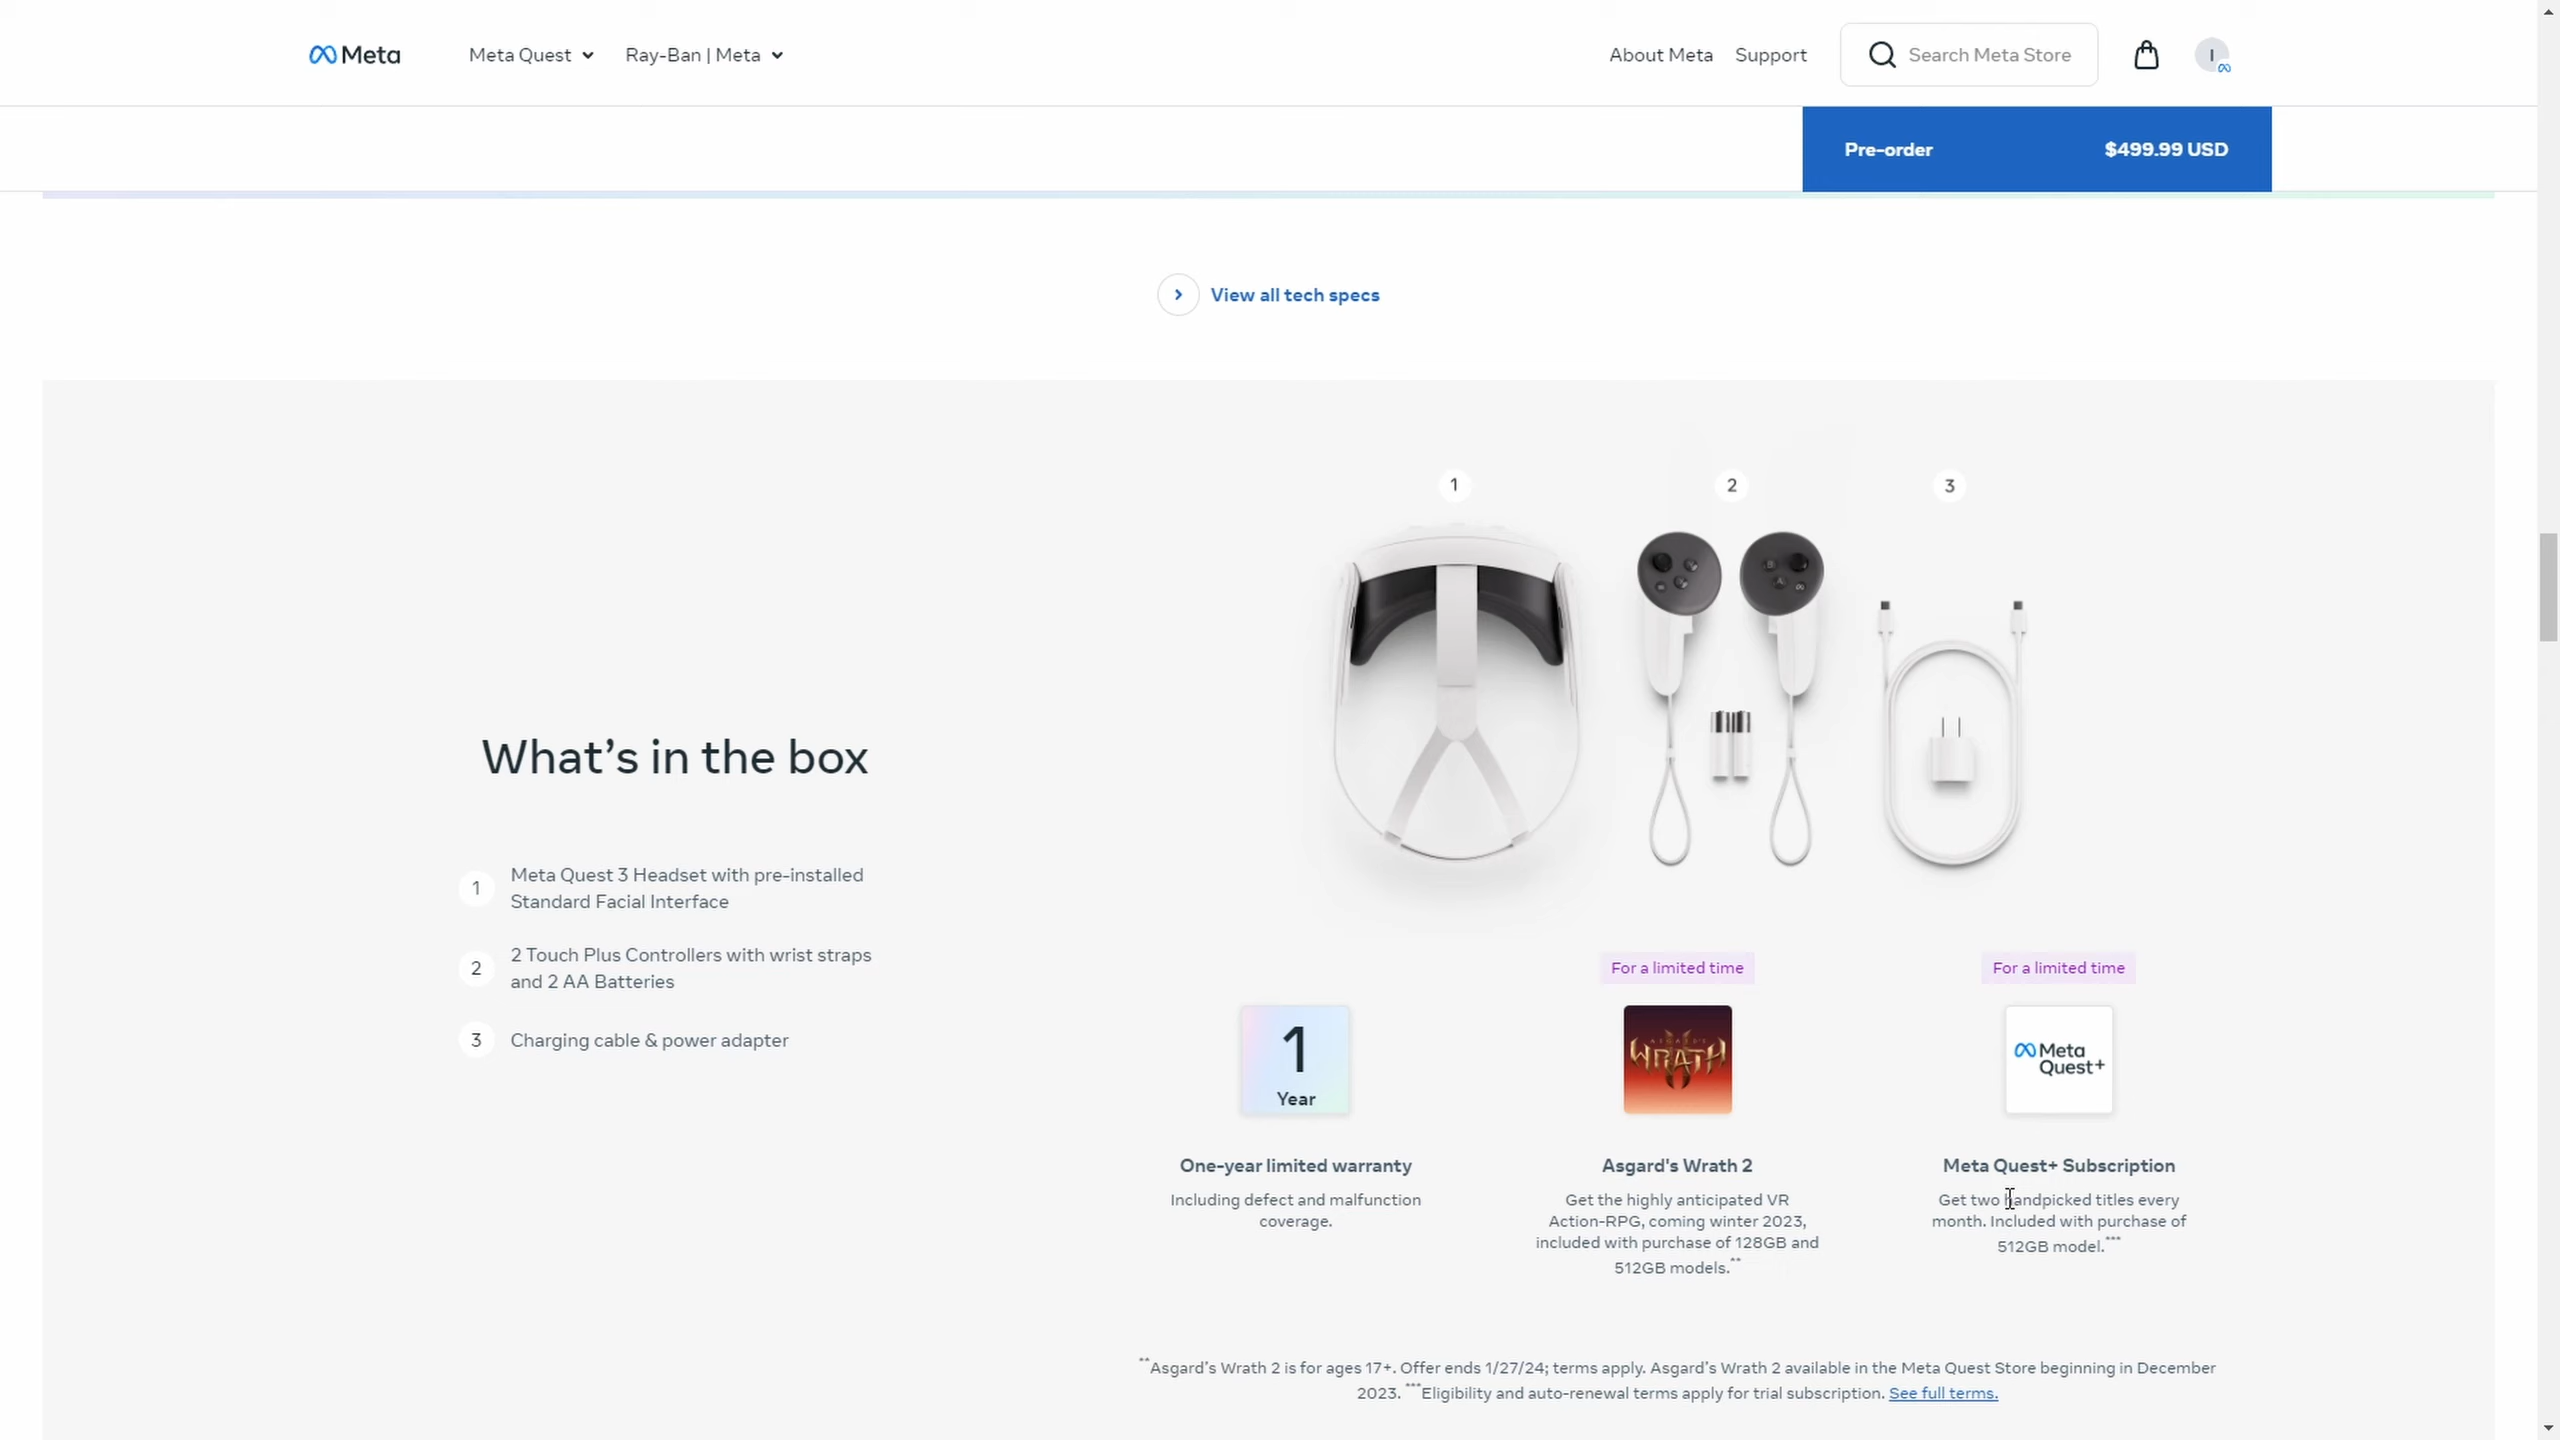 Meta
Meta Quest
Ray-Ban | Meta
About Meta
Support
Search Meta Store
I
Pre-order
$499.99 USD
View all tech specs
1
2
3
What's in the box
1
Meta Quest 3 Headset with pre-installed
Standard Facial Interface
2
2 Touch Plus Controllers with wrist straps
and 2 AA Batteries
3
Charging cable & power adapter
1
Year
One-year limited warranty
Including defect and malfunction
coverage.
For a limited time
ASGARD'S
WRATH
Asgard's Wrath 2
Get the highly anticipated VR
Action-RPG, coming winter 2023,
included with purchase of 128GB and
512GB models.**
For a limited time
Meta
Quest+
Meta Quest+ Subscription
Get two handpicked titles every
month. Included with purchase of
512GB model.***
**Asgard's Wrath 2 is for ages 17+. Offer ends 1/27/24; terms apply. Asgard's Wrath 2 available in the Meta Quest Store beginning in December
2023. ***Eligibility and auto-renewal terms apply for trial subscription. See full terms.